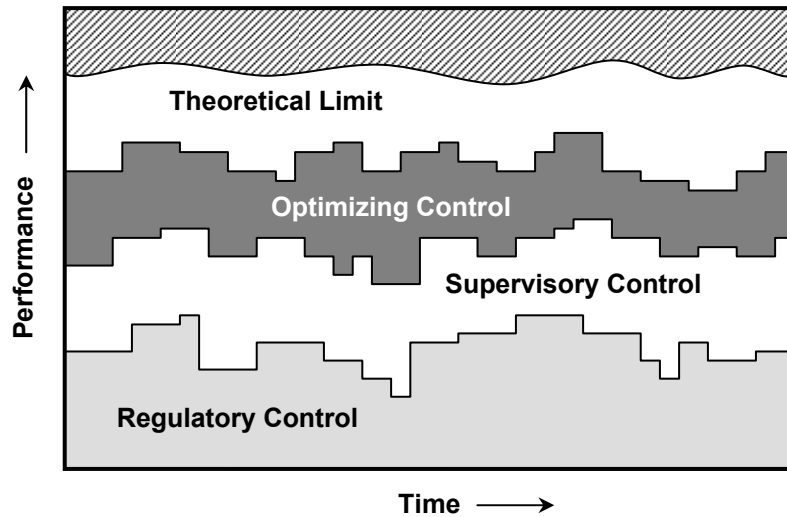 Theoretical Limit
Optimizing Control
Supervisory Control
Regulatory Control
Performance
Time